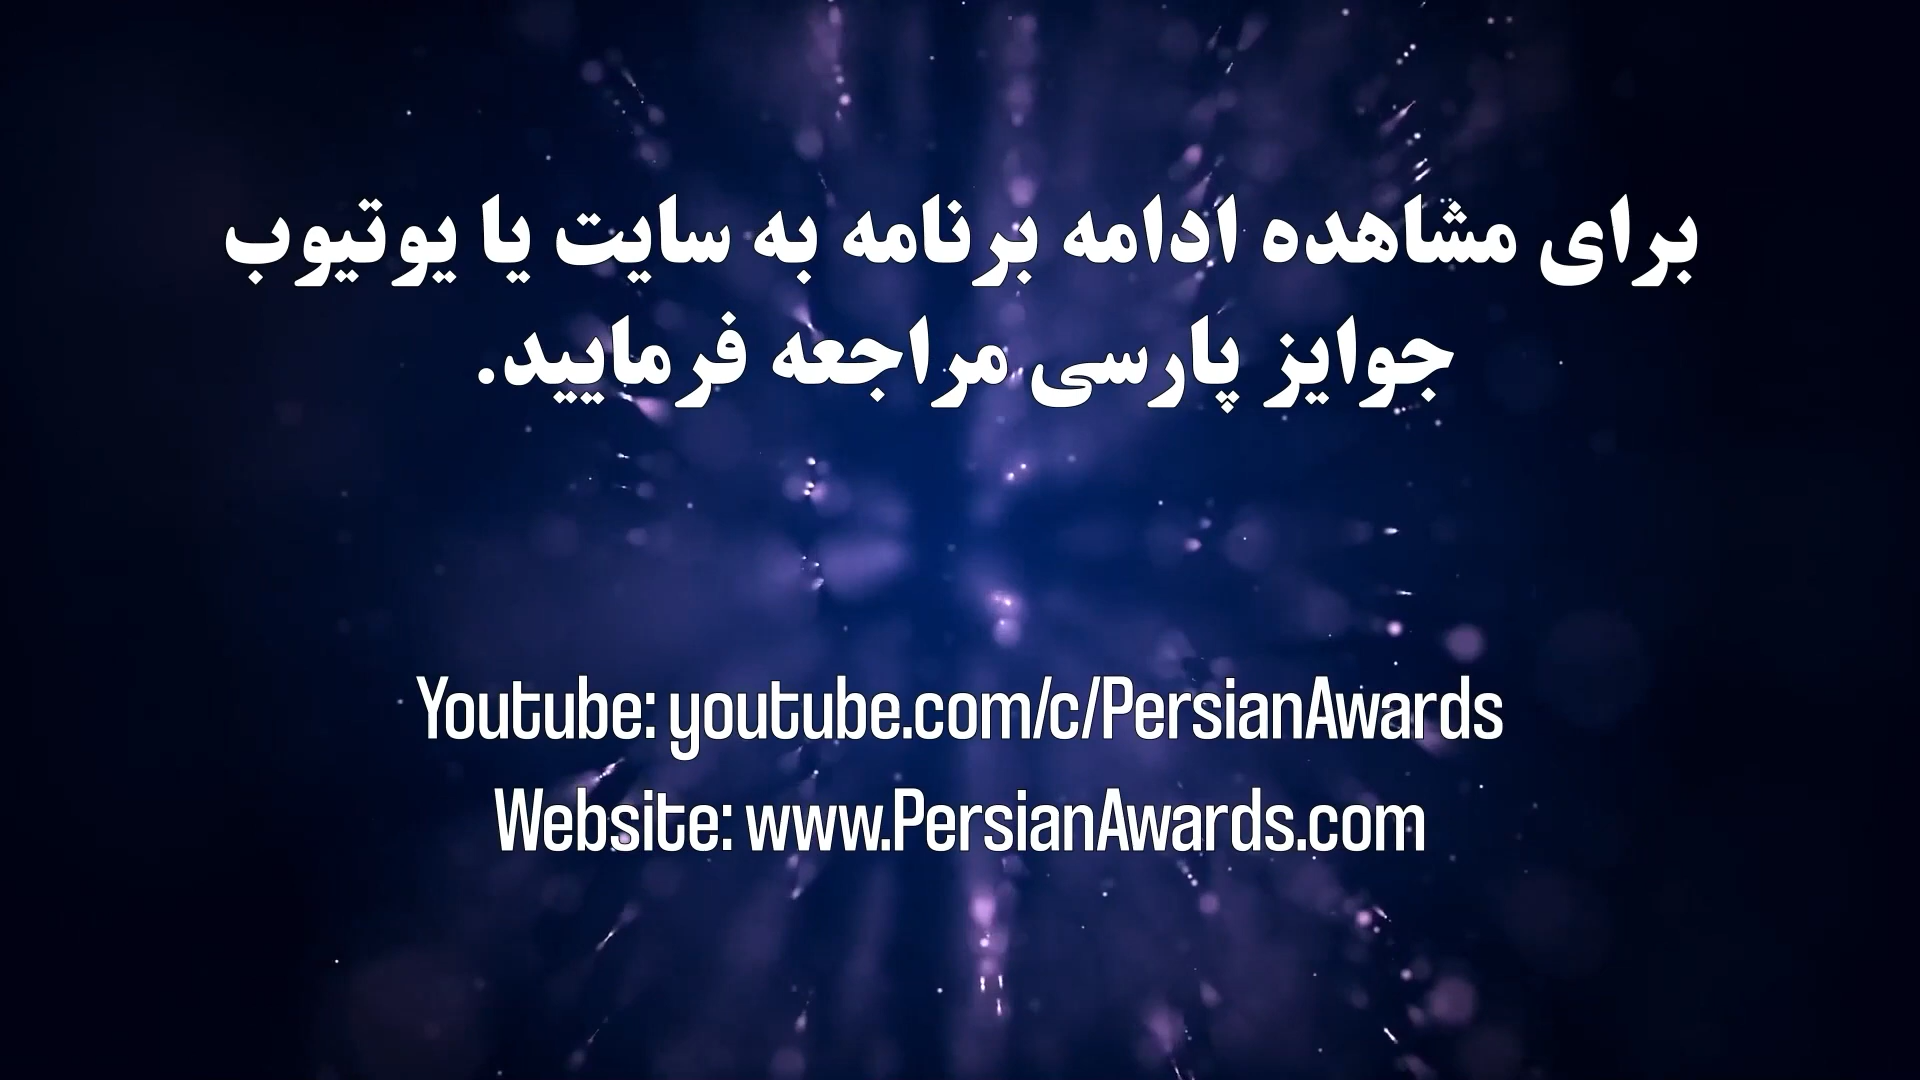 برای مشاهده ادامه برنامه به سایت یا یوتیوب
جوایز پارسی مراجعه فرمایید.
Youtube: youtube.com/c/PersianAwards
Website: www.PersianAwards.com